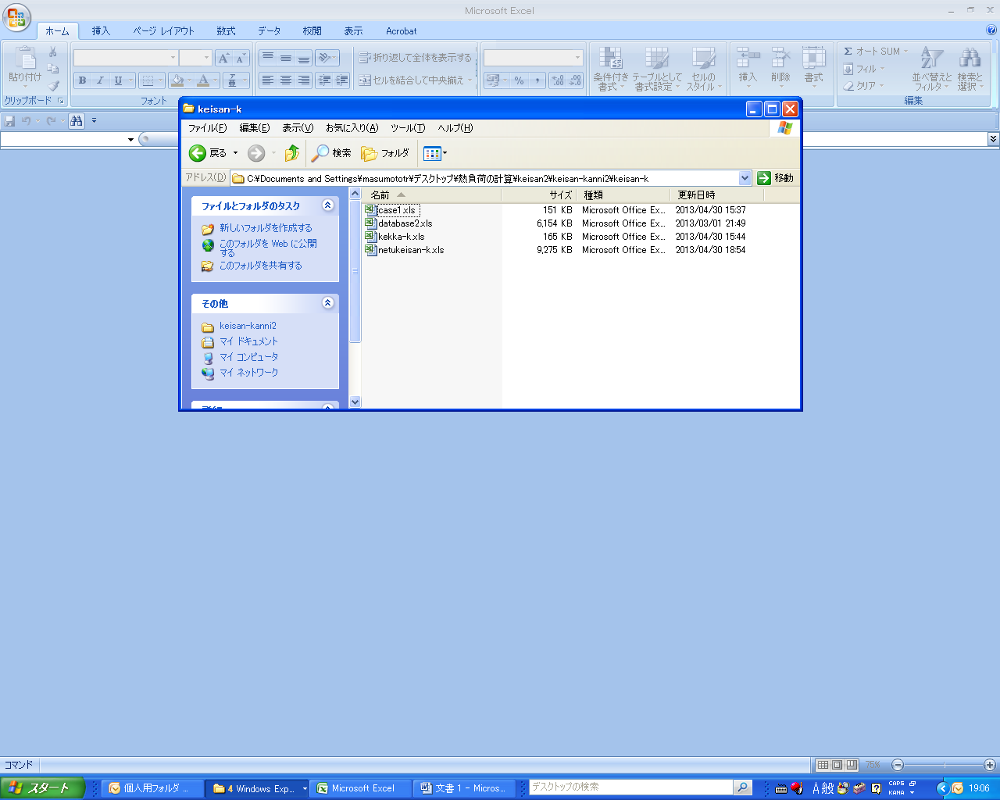 Microsoft Excel
ホーム 挿入 ページ レイアウト 数式 データ 校閲 表示 Acrobat
貼り付け
折り返して全体を表示する
セルを結合して中央揃え
条件付き書式 テーブルとして書式設定 セルのスタイル
挿入 削除 書式
Σ オート SUM
フィル
クリア
並べ替えとフィルタ 検索と選択
クリップボード フォント 編集
B I U
% ,
keisan-k
ファイル(F) 編集(E) 表示(V) お気に入り(A) ツール(T) ヘルプ(H)
戻る 検索 フォルダ
アドレス(D) C:¥Documents and Settings¥masumototr¥デスクトップ¥熱負荷の計算¥keisan2¥keisan-kanni2¥keisan-k 移動
ファイルとフォルダのタスク
新しいフォルダを作成する
このフォルダを Web に公開
する
このフォルダを共有する
その他
keisan-kanni2
マイ ドキュメント
マイ コンピュータ
マイ ネットワーク
詳細
名前 サイズ 種類 更新日時
case1.xls 151 KB Microsoft Office Ex... 2013/04/30 15:37
database2.xls 6,154 KB Microsoft Office Ex... 2013/03/01 21:49
kekka-k.xls 165 KB Microsoft Office Ex... 2013/04/30 15:44
netukeisan-k.xls 9,275 KB Microsoft Office Ex... 2013/04/30 18:54
コマンド 75%
スタート 個人用フォルダ ... 4 Windows Exp... Microsoft Excel 文書 1 - Micros... デスクトップの検索 A 般 CAPS KANA 19:06